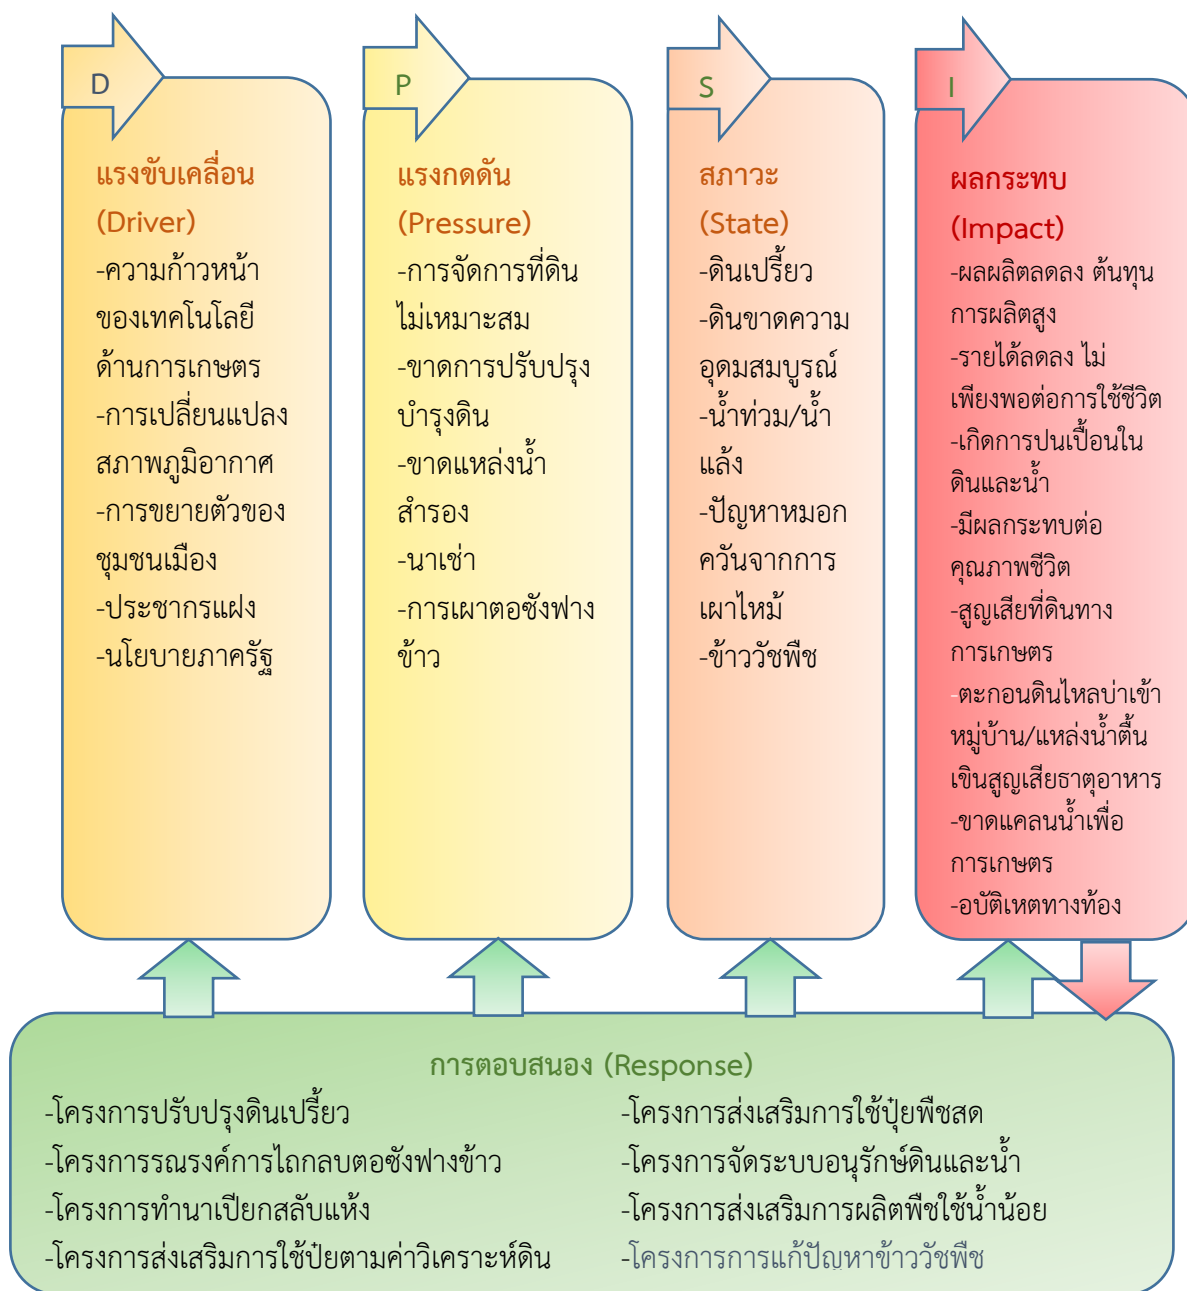 D
แรงขับเคลื่อน
(Driver)
-ความก้าวหน้า
ของเทคโนโลยี
ด้านการเกษตร
-การเปลี่ยนแปลง
สภาพภูมิอากาศ
-การขยายตัวของ
ชุมชนเมือง
-ประชากรแฝง
-นโยบายภาครัฐ
P
แรงกดดัน
(Pressure)
-การจัดการที่ดิน
ไม่เหมาะสม
-ขาดการปรับปรุง
บำรุงดิน
-ขาดแหล่งน้ำ
สำรอง
-นาเช่า
-การเผาตอซังฟาง
ข้าว
S
สภาวะ
(State)
-ดินเปรี้ยว
-ดินขาดความ
อุดมสมบูรณ์
-น้ำท่วม/น้ำ
แล้ง
-ปัญหาหมอก
ควันจากการ
เผาไหม้
-ข้าววัชพืช
I
ผลกระทบ
(Impact)
-ผลผลิตลดลง ต้นทุน
การผลิตสูง
-รายได้ลดลง ไม่
เพียงพอต่อการใช้ชีวิต
-เกิดการปนเปื้อนใน
ดินและน้ำ
-มีผลกระทบต่อ
คุณภาพชีวิต
-สูญเสียที่ดินทาง
การเกษตร
-ตะกอนดินไหลบ่าเข้า
หมู่บ้าน/แหล่งน้ำตื้น
เขินสูญเสียธาตุอาหาร
-ขาดแคลนน้ำเพื่อ
การเกษตร
-อบัติเหตทางท้อง
การตอบสนอง (Response)
-โครงการปรับปรุงดินเปรี้ยว
-โครงการรณรงค์การไถกลบตอซังฟางข้าว
-โครงการทำนาเปียกสลับแห้ง
-โครงการส่งเสริมการใช้ปุ๋ยตามค่าวิเคราะห์ดิน
-โครงการส่งเสริมการใช้ปุ๋ยพืชสด
-โครงการจัดระบบอนุรักษ์ดินและน้ำ
-โครงการส่งเสริมการผลิตพืชใช้น้ำน้อย
-โครงการการแก้ปัญหาข้าววัชพืช